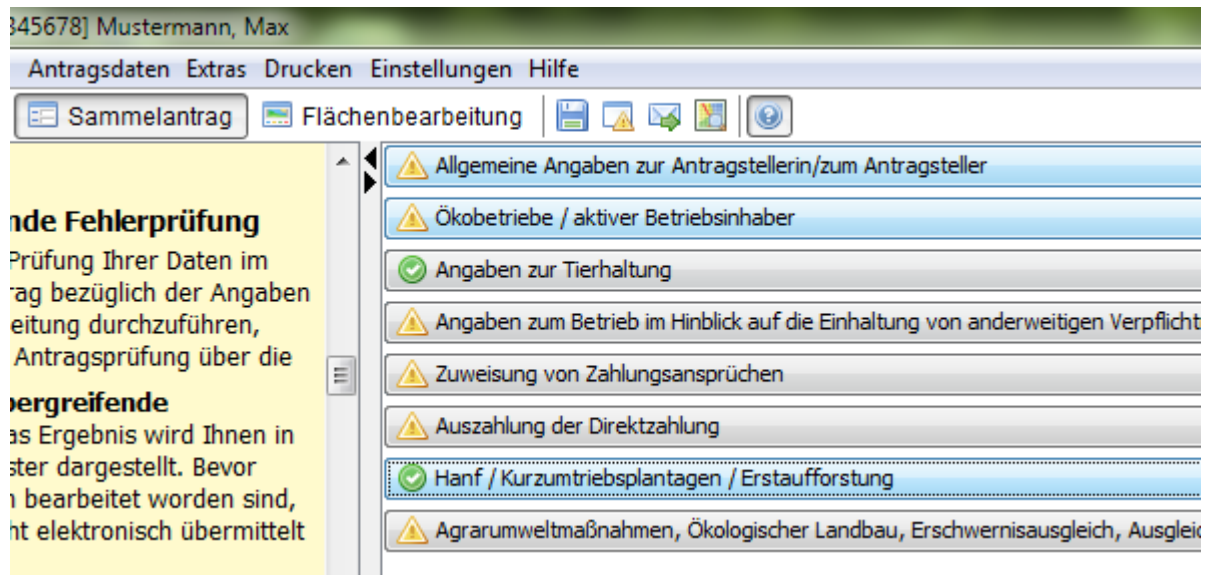 345678] Mustermann, Max
Antragsdaten Extras Drucken Einstellungen Hilfe
Sammelantrag Flächenbearbeitung
nde Fehlerprüfung
Prüfung Ihrer Daten im
rag bezüglich der Angaben
eitung durchzuführen,
Antragsprüfung über die
bergreifende
as Ergebnis wird Ihnen in
ster dargestellt. Bevor
n bearbeitet worden sind,
ht elektronisch übermittelt
Allgemeine Angaben zur Antragstellerin/zum Antragsteller
Ökobetriebe / aktiver Betriebsinhaber
Angaben zur Tierhaltung
Angaben zum Betrieb im Hinblick auf die Einhaltung von anderweitigen Verpflicht
Zuweisung von Zahlungsansprüchen
Auszahlung der Direktzahlung
Hanf / Kurzumtriebsplantagen / Erstaufforstung
Agrarumweltmaßnahmen, Ökologischer Landbau, Erschwernisausgleich, Ausgleic